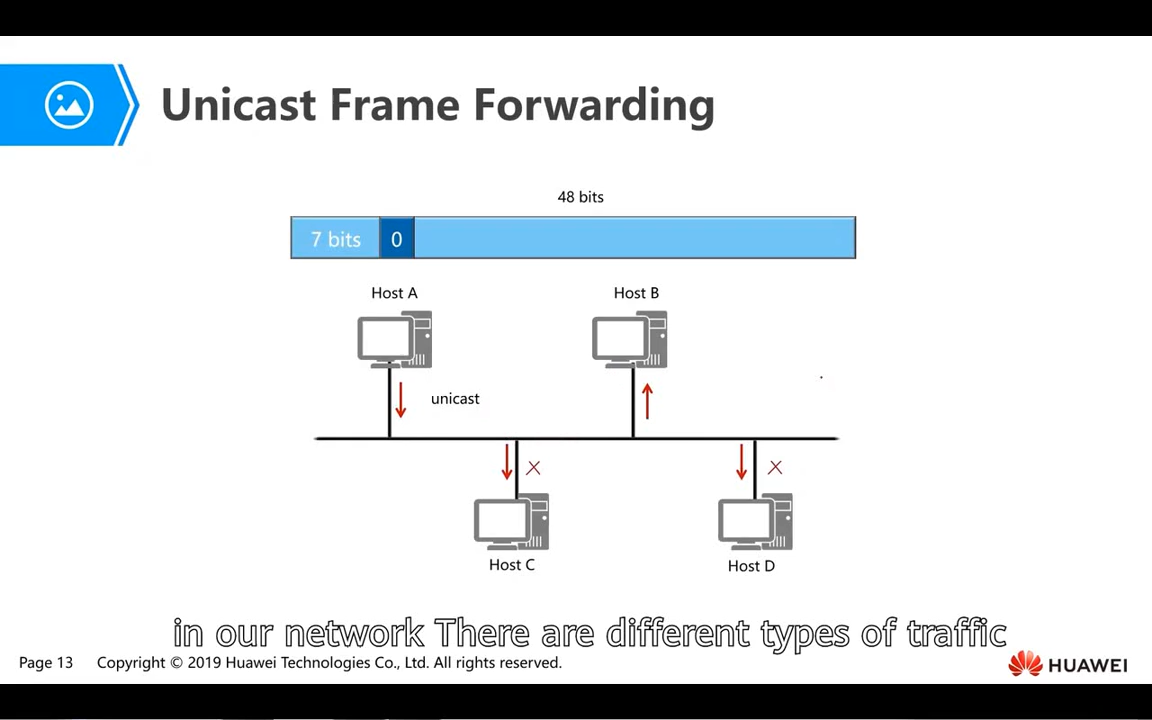 Unicast Frame Forwarding
48 bits
7 bits 0
Host A Host B
unicast
Host C Host D
in our network There are different types of traffic
Page 13 Copyright © 2019 Huawei Technologies Co., Ltd. All rights reserved.
HUAWEI